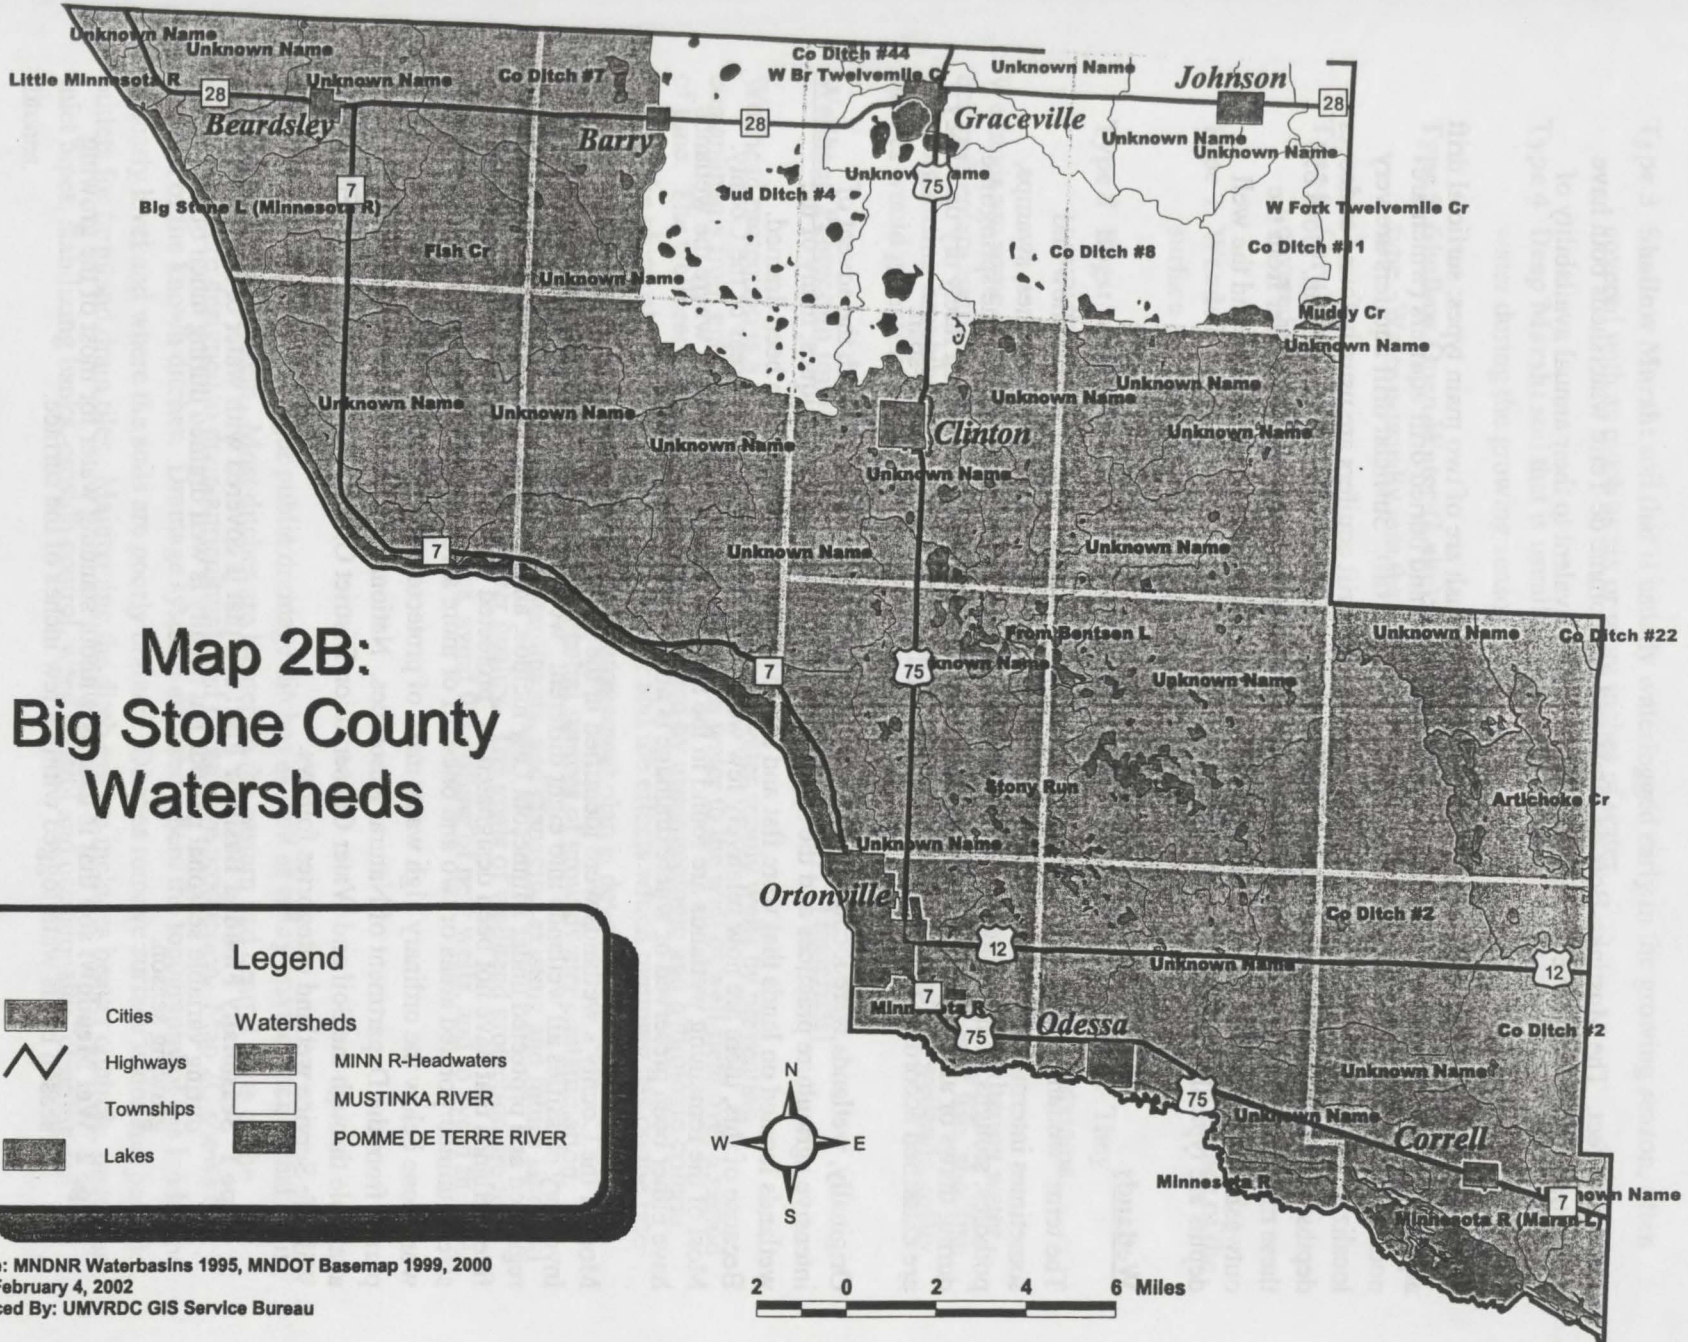 Unknown Name
Unknown Name
Little Minnesota R
28
Unknown Name
Co Ditch #7
Co Ditch #44
W Br Twelvemile Cr
Unknown Name
Johnson
28
Beardsley
Barry
28
Graceville
Unknown Name
Unknown Name
7
Jud Ditch #4
Unknown Name
75
Big Stone L (Minnesota R)
W Fork Twelvemile Cr
Fish Cr
Co Ditch #8
Co Ditch #11
Unknown Name
Muddy Cr
Unknown Name
Unknown Name
Unknown Name
Unknown Name
Unknown Name
Unknown Name
Clinton
Unknown Name
Unknown Name
7
Unknown Name
Unknown Name
From Bentsen L
Unknown Name
Co Ditch #22
Map 2B:
Big Stone County
Watersheds
7
75
known Name
Unknown Name
Stony Run
Artichoke Cr
Unknown Name
Ortonville
Co Ditch #2
12
Unknown Name
12
Minnesota R
7
75
Odessa
Co Ditch #2
Unknown Name
75
Unknown Name
Correll
Minnesota R
7
Unknown Name
Minnesota R (Marsh L)
Legend
Cities
Highways
Townships
Lakes
Watersheds
MINN R-Headwaters
MUSTINKA RIVER
POMME DE TERRE RIVER
N
W
E
S
: MNDNR Waterbasins 1995, MNDOT Basemap 1999, 2000
February 4, 2002
ced By: UMVRDC GIS Service Bureau
2 0 2 4 6 Miles